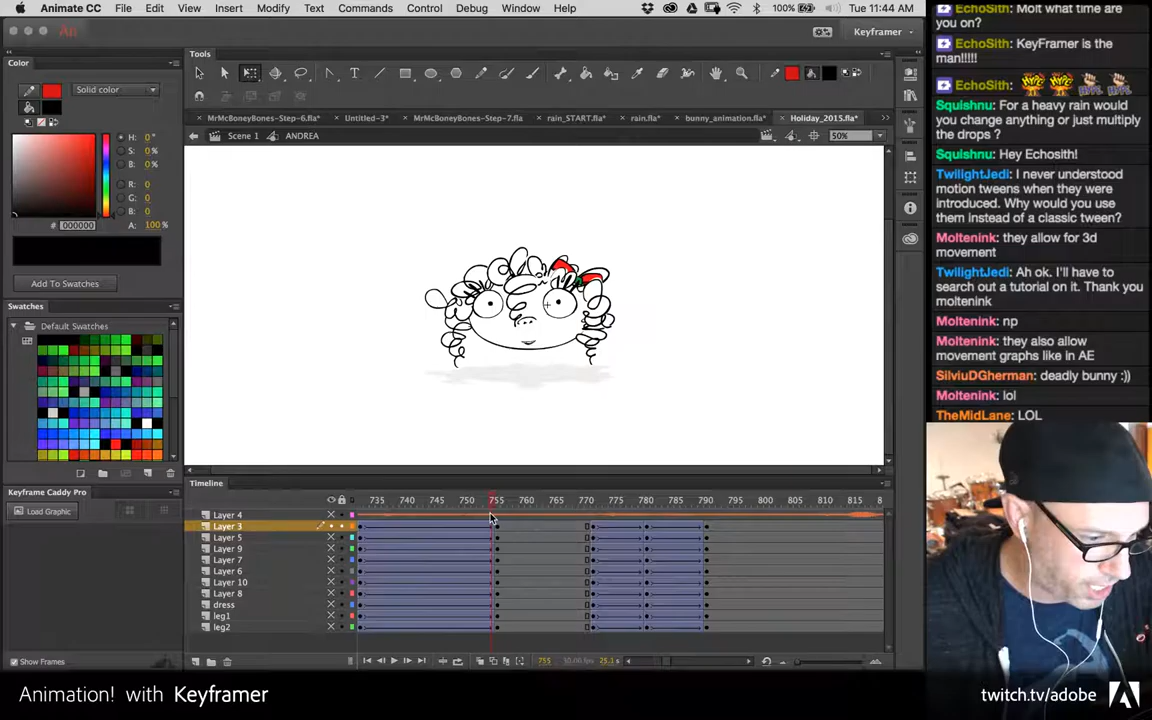 Animate CC File Edit View Insert Modify Text Commands Control Debug Window Help 100% Tue 11:44 AM
An Keyframer
Color
Solid color
H: 0 °
S: 0 %
B: 0 %
R: 0
G: 0
B: 0
# 000000 A: 100 %
Add To Swatches
Swatches
Default Swatches
Keyframe Caddy Pro
Load Graphic
Show Frames
Tools
MrMcBoneyBones-Step-6.fla* Untitled-3* MrMcBoneyBones-Step-7.fla rain_START.fla* rain.fla* bunny_animation.fla* Holiday_2015.fla*
Scene 1 ANDREA 50%
Timeline
735 740 745 750 755 760 765 770 775 780 785 790 795 800 805 810 815 8
Layer 4
Layer 3
Layer 5
Layer 9
Layer 7
Layer 6
Layer 10
Layer 8
dress
leg1
leg2
755 30.00 fps 25.1 s
EchoSith: Molt what time are
you on?
EchoSith: KeyFramer is the
man!!!!!
EchoSith:
Squishnu: For a heavy rain would
you change anything or just multiply
the drops ?
Squishnu: Hey Echosith!
TwilightJedi: I never understood
motion tweens when they were
introduced. Why would you use
them instead of a classic tween?
Moltenink: they allow for 3d
movement
TwilightJedi: Ah ok. I'll have to
search out a tutorial on it. Thank you
moltenink
Moltenink: np
Moltenink: they also allow
movement graphs like in AE
SilviuDGherman: deadly bunny :))
Moltenink: lol
TheMidLane: LOL
Animation! with Keyframer
twitch.tv/adobe